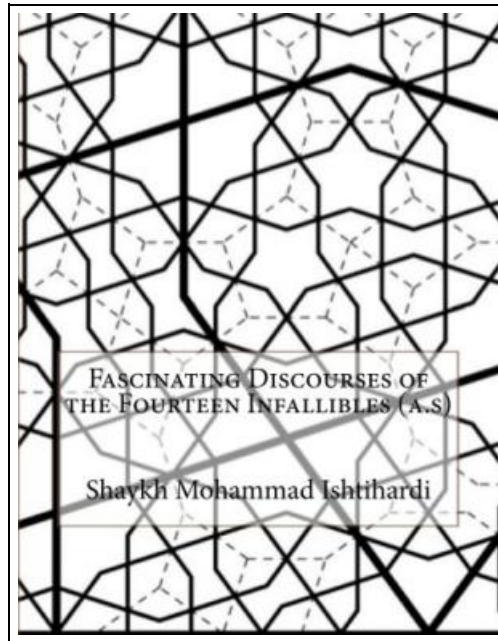 Fascinating Discourses of
the Fourteen Infallibles (a.s)
Shaykh Mohammad Ishtihardi